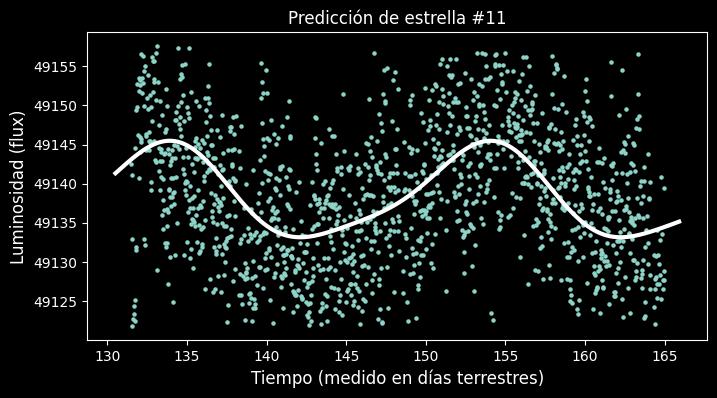 Predicción de estrella #11
Luminosidad (flux)
49155
49150
49145
49140
49135
49130
49125
130 135 140 145 150 155 160 165
Tiempo (medido en días terrestres)